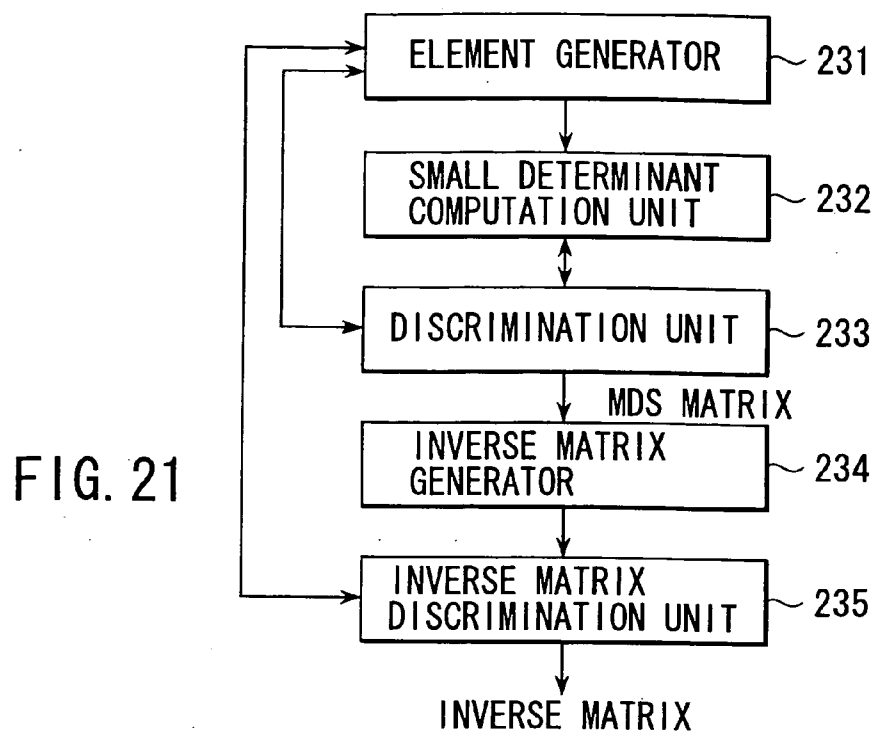 ELEMENT GENERATOR
231
SMALL DETERMINANT
COMPUTATION UNIT
232
DISCRIMINATION UNIT
233
MDS MATRIX
INVERSE MATRIX
GENERATOR
234
FIG. 21
INVERSE MATRIX
DISCRIMINATION UNIT
235
INVERSE MATRIX